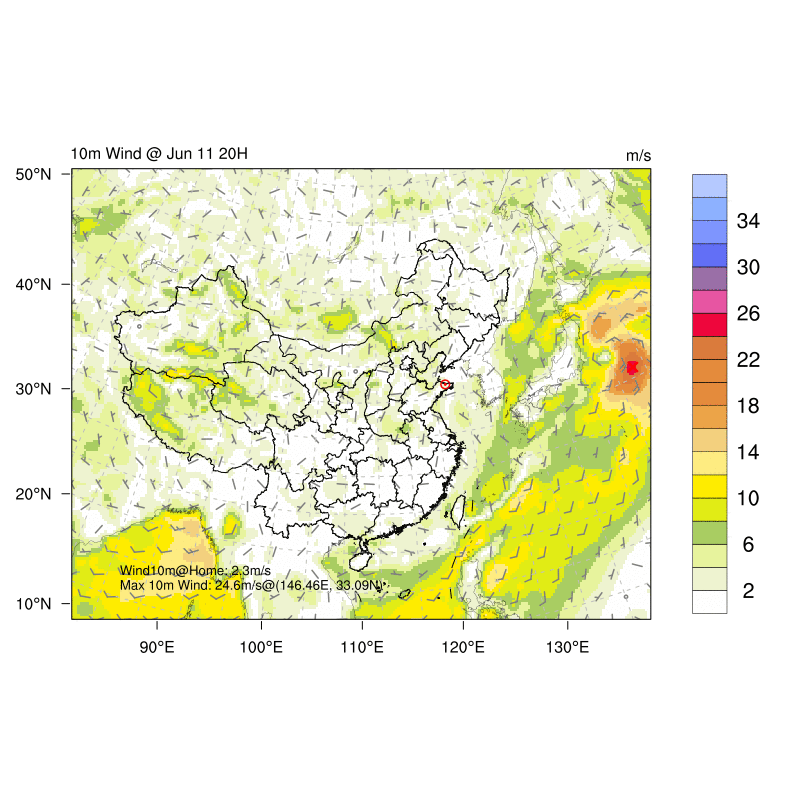 10m Wind @ Jun 11 20H
m/s
50°N
40°N
30°N
20°N
10°N
90°E
100°E
110°E
120°E
130°E
Wind10m@Home: 2.3m/s
Max 10m Wind: 24.6m/s@(146.46E, 33.09N)
34
30
26
22
18
14
10
6
2